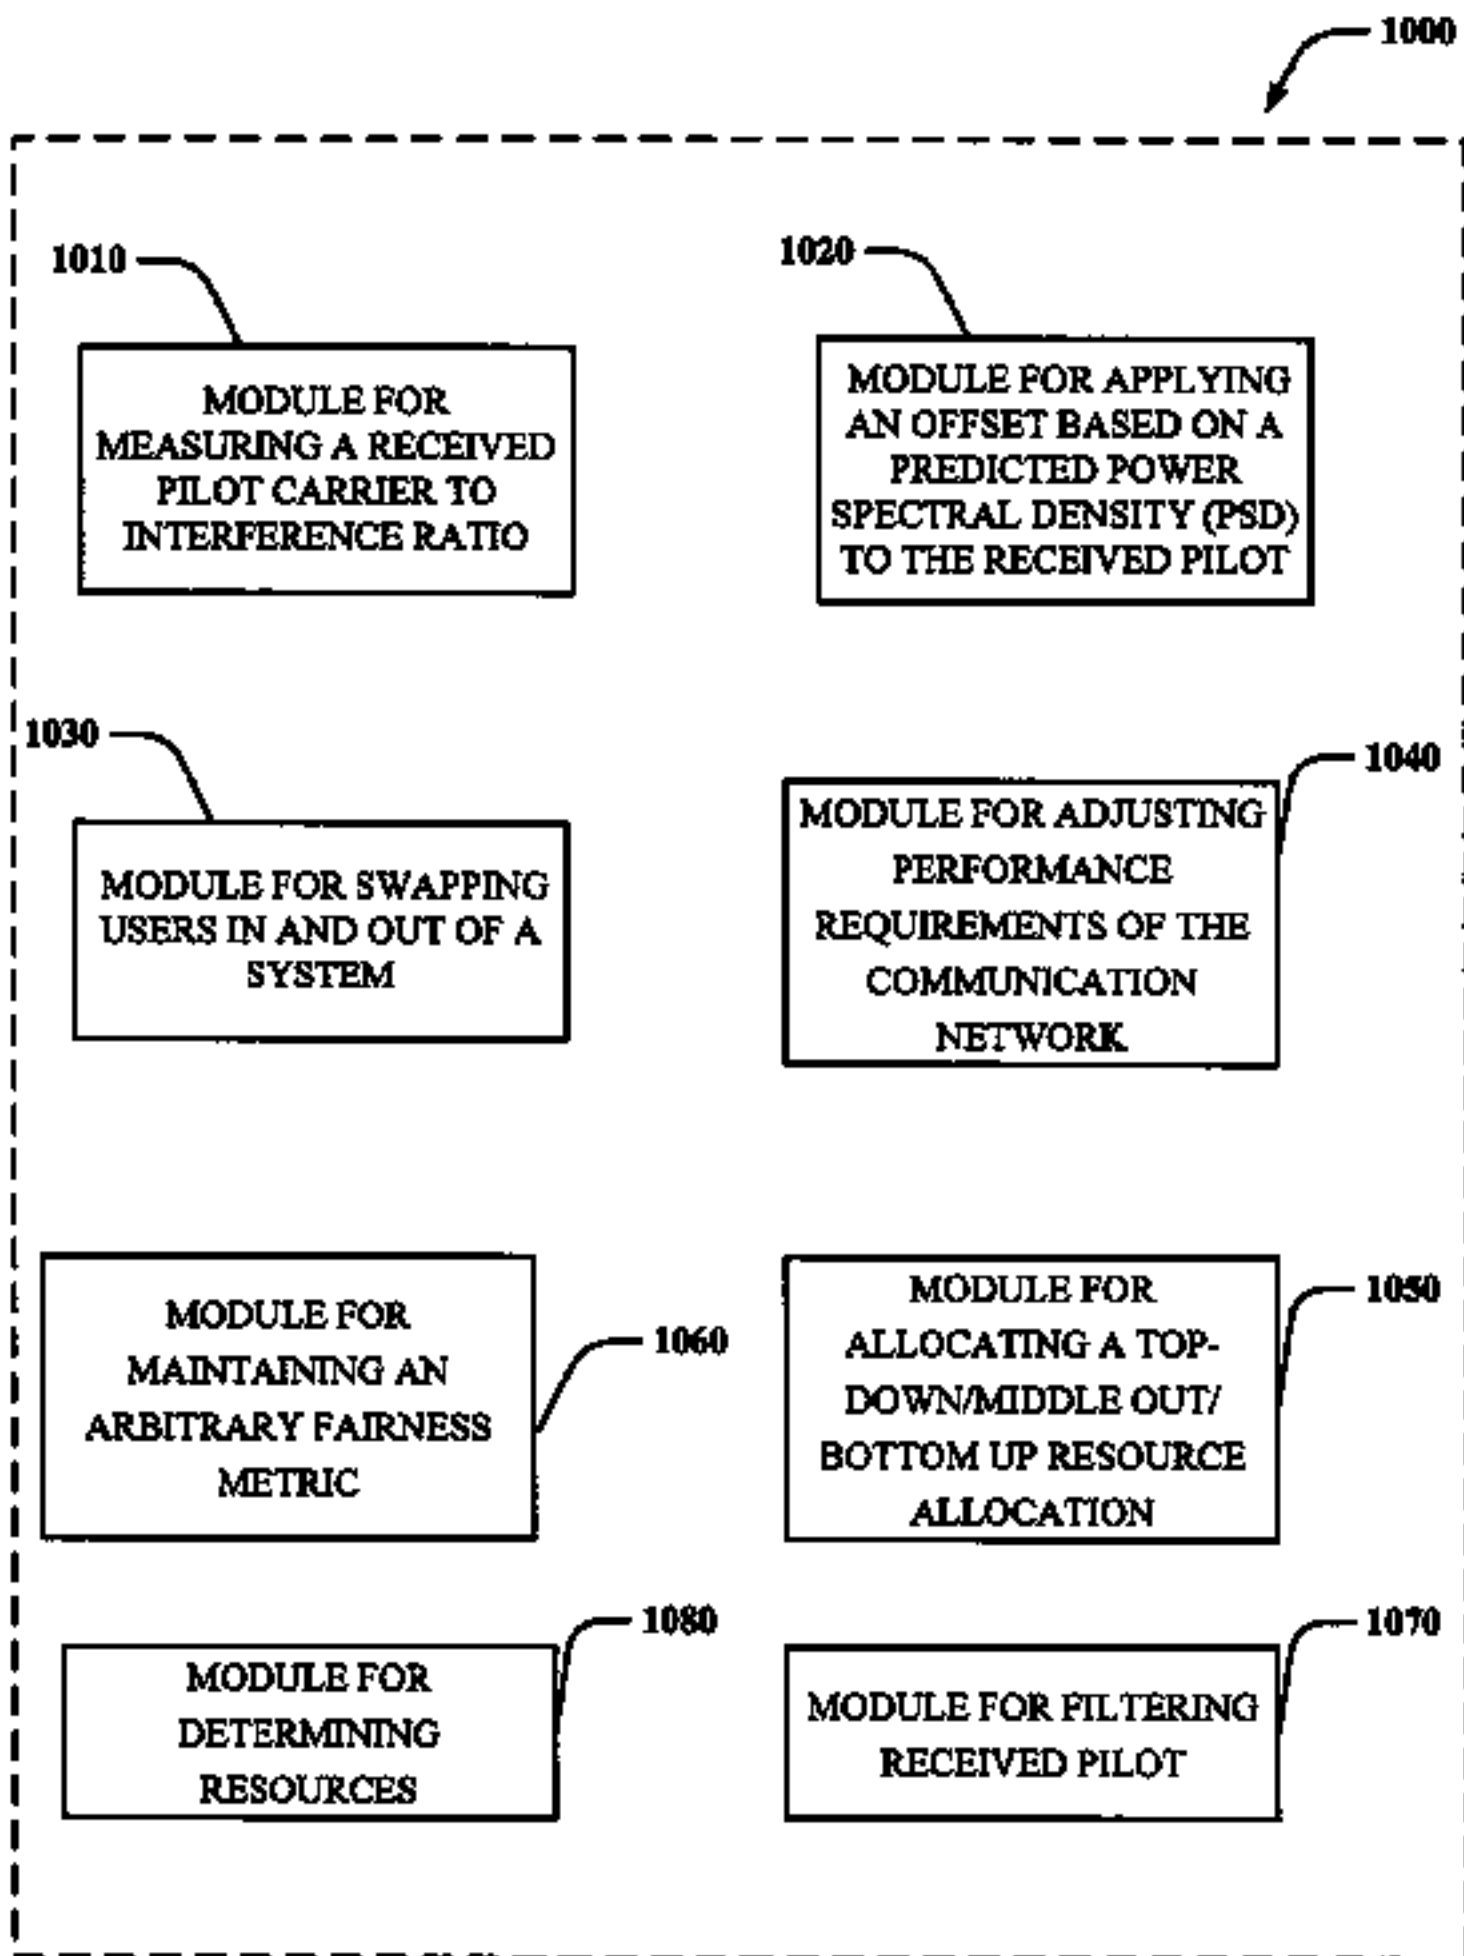 1000
1010
MODULE FOR
MEASURING A RECEIVED
PILOT CARRIER TO
INTERFERENCE RATIO
1020
MODULE FOR APPLYING
AN OFFSET BASED ON A
PREDICTED POWER
SPECTRAL DENSITY (PSD)
TO THE RECEIVED PILOT
1030
MODULE FOR SWAPPING
USERS IN AND OUT OF A
SYSTEM
1040
MODULE FOR ADJUSTING
PERFORMANCE
REQUIREMENTS OF THE
COMMUNICATION
NETWORK
1060
MODULE FOR
MAINTAINING AN
ARBITRARY FAIRNESS
METRIC
1050
MODULE FOR
ALLOCATING A TOP-
DOWN/MIDDLE OUT/
BOTTOM UP RESOURCE
ALLOCATION
1080
MODULE FOR
DETERMINING
RESOURCES
1070
MODULE FOR FILTERING
RECEIVED PILOT